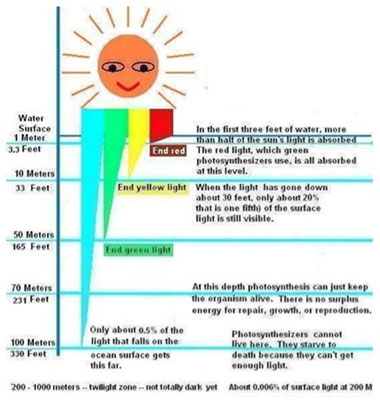 Water
Surface
1 Meter
3.3 Feet
In the first three feet of water, more
than half of the sun's light is absorbed
End red
The red light, which green
photosynthesizers use, is all absorbed
at this level.
10 Meters
33 Feet
End yellow light
When the light has gone down
about 30 feet, only about 20%
that is one fifth) of the surface
light is still visible.
50 Meters
165 Feet
End green light
70 Meters
231 Feet
At this depth photosynthesis can just keep
the organism alive. There is no surplus
energy for repair, growth, or reproduction.
100 Meters
330 Feet
Only about 0.5% of the
light that falls on the
ocean surface gets
this far.
Photosynthesizers cannot
live here. They starve to
death because they can't get
enough light.
200 - 1000 meters -- twilight zone -- not totally dark yet
About 0.006% of surface light at 200 M